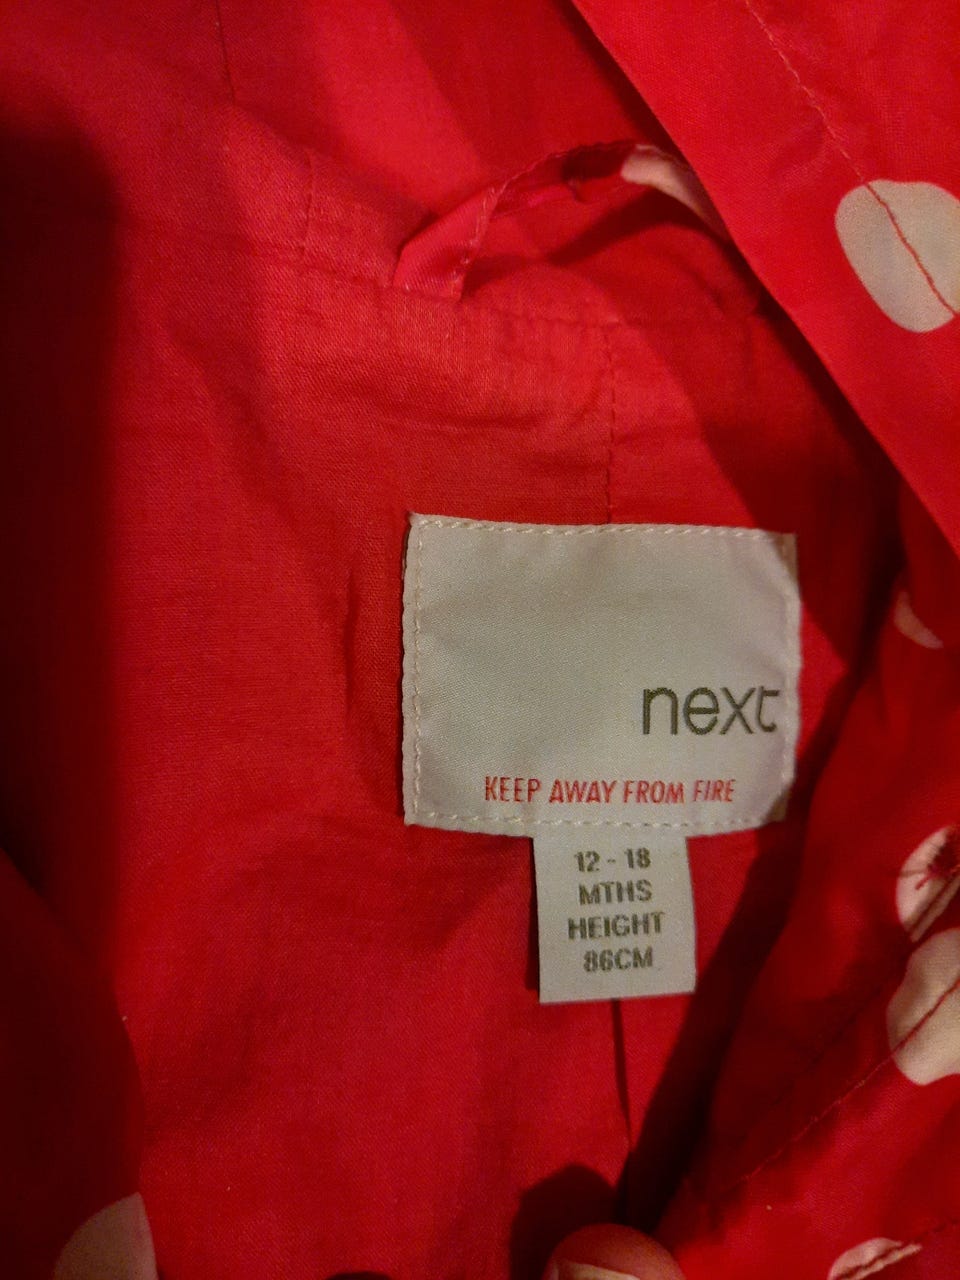 next
KEEP AWAY FROM FIRE
12 - 18
MTHS
HEIGHT
86CM